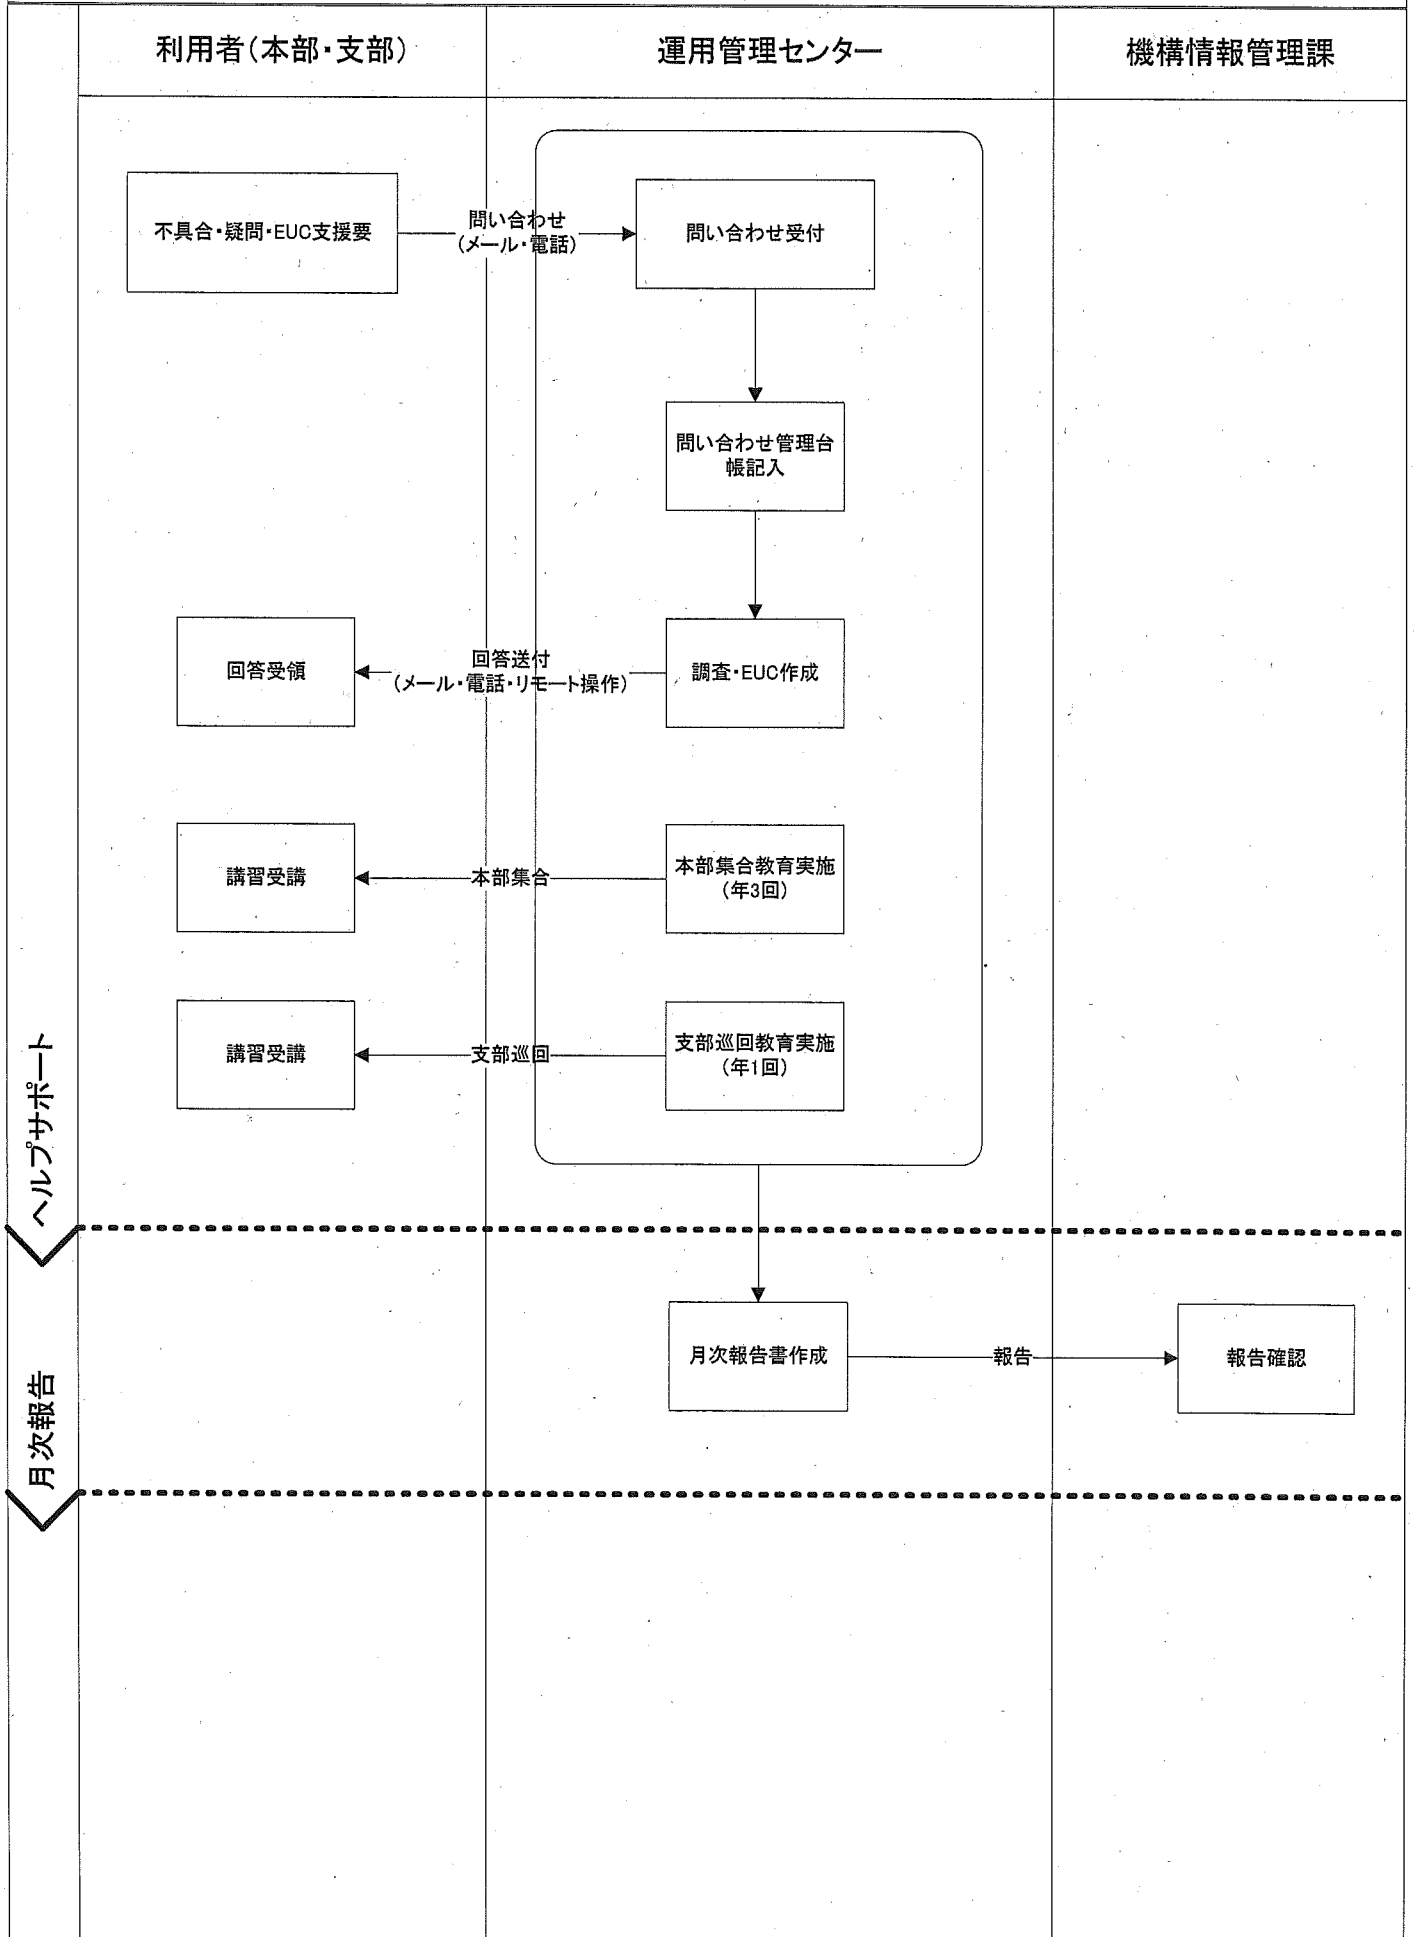 利用者(本部・支部)
運用管理センター
機構情報管理課
不具合・疑問・EUC支援要
問い合わせ
(メール・電話)
問い合わせ受付
問い合わせ管理台
帳記入
回答受領
回答送付
(メール・電話・リモート操作)
調査・EUC作成
講習受講
本部集合
本部集合教育実施
(年3回)
講習受講
支部巡回
支部巡回教育実施
(年1回)
ヘルプサポート
月次報告書作成
報告
報告確認
月次報告